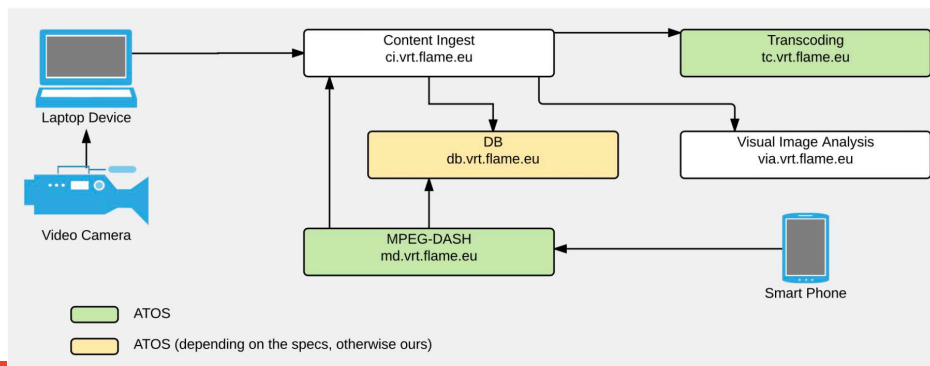 Content Ingest
ci.vrt.flame.eu
Transcoding
tc.vrt.flame.eu
Laptop Device
DB
db.vrt.flame.eu
Visual Image Analysis
via.vrt.flame.eu
Video Camera
MPEG-DASH
md.vrt.flame.eu
Smart Phone
ATOS
ATOS (depending on the specs, otherwise ours)